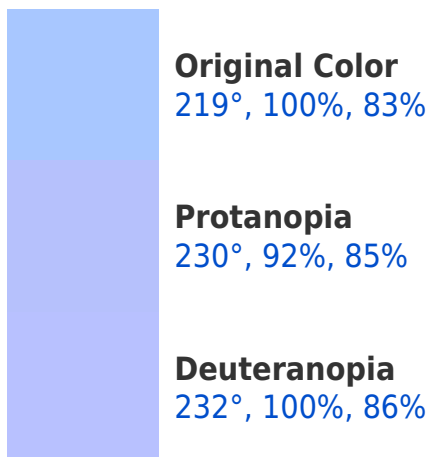 Original Color
219°, 100%, 83%
Protanopia
230°, 92%, 85%
Deuteranopia
232°, 100%, 86%